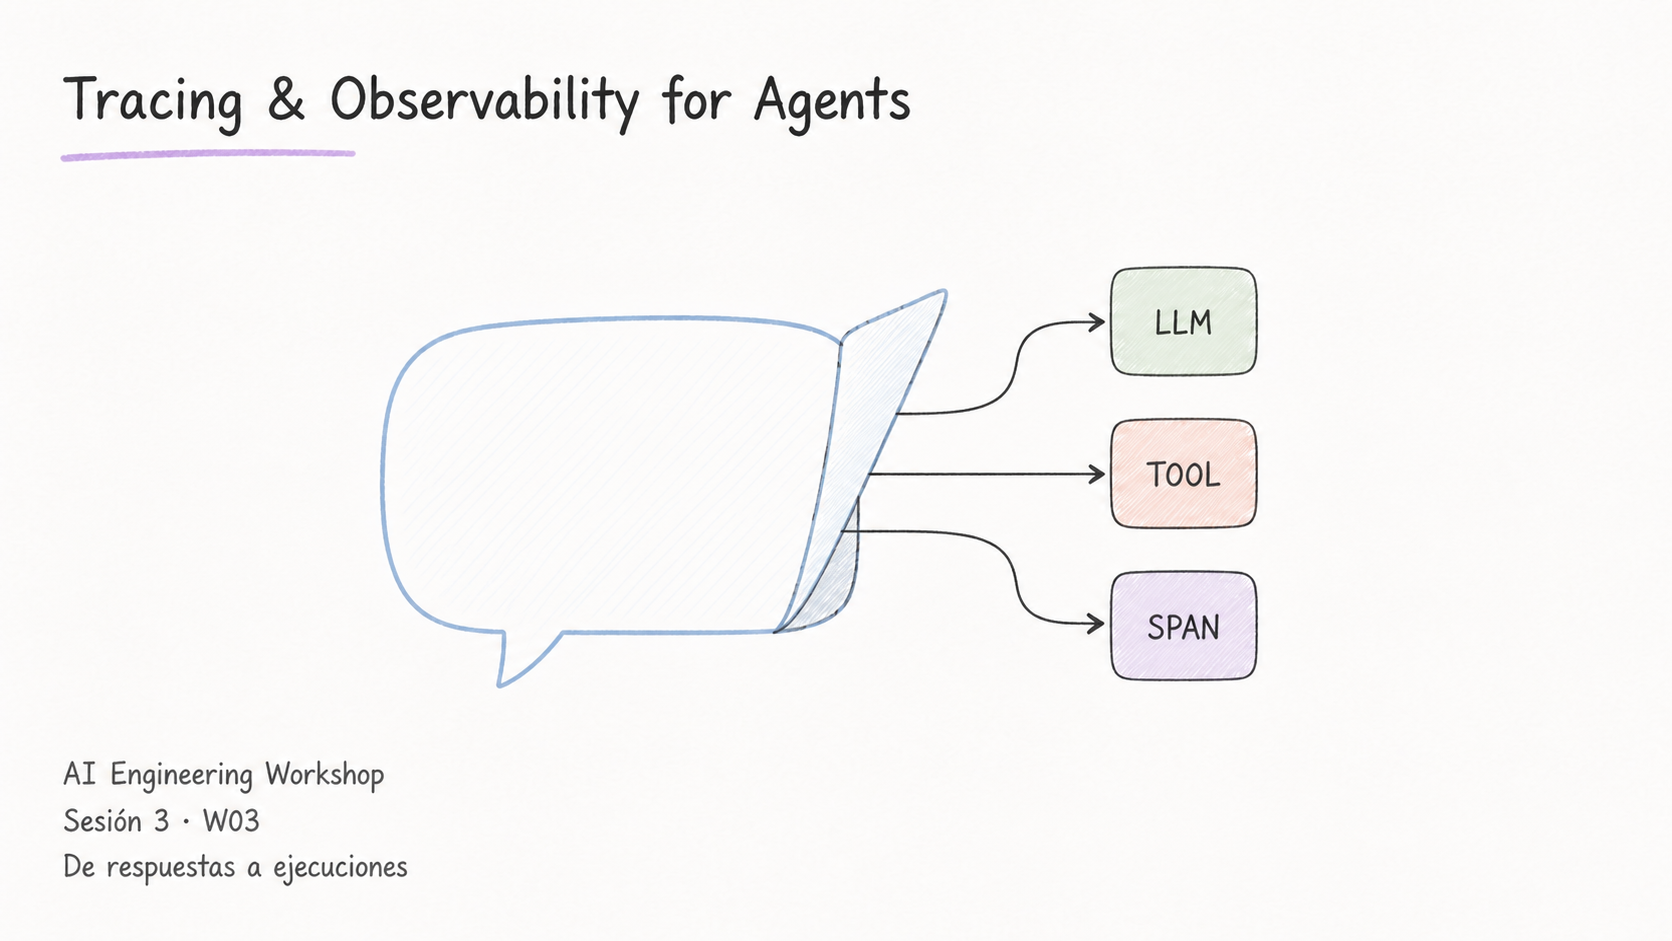 Tracing & Observability for Agents
LLM
TOOL
SPAN
AI Engineering Workshop
Sesión 3 · W03
De respuestas a ejecuciones